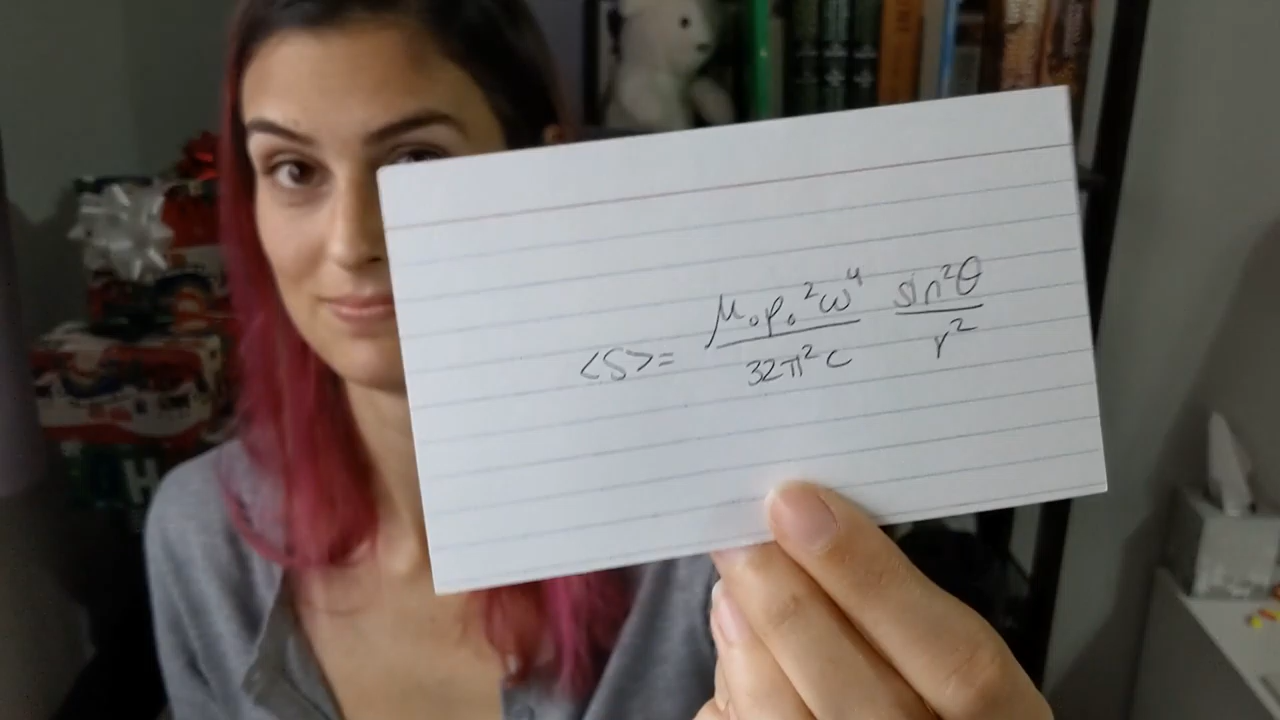 <S> = μ₀p₀²ω⁴ / 32π²c sin²θ / r²